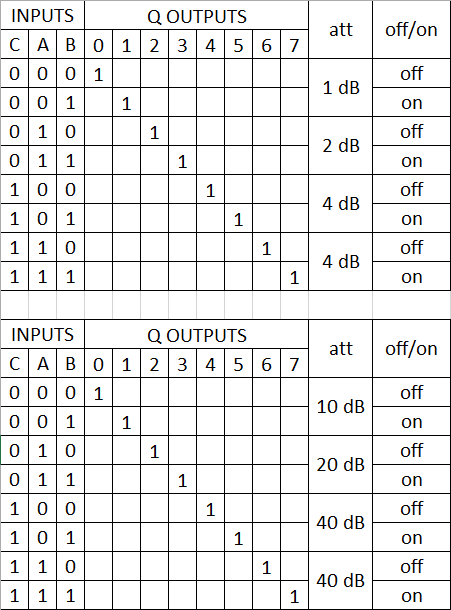 INPUTS Q OUTPUTS att off/on
C A B 0 1 2 3 4 5 6 7
0 0 0 1 1 dB off
0 0 1 1 on
0 1 0 1 2 dB off
0 1 1 1 on
1 0 0 1 4 dB off
1 0 1 1 on
1 1 0 1 4 dB off
1 1 1 1 on
INPUTS Q OUTPUTS att off/on
C A B 0 1 2 3 4 5 6 7
0 0 0 1 10 dB off
0 0 1 1 on
0 1 0 1 20 dB off
0 1 1 1 on
1 0 0 1 40 dB off
1 0 1 1 on
1 1 0 1 40 dB off
1 1 1 1 on